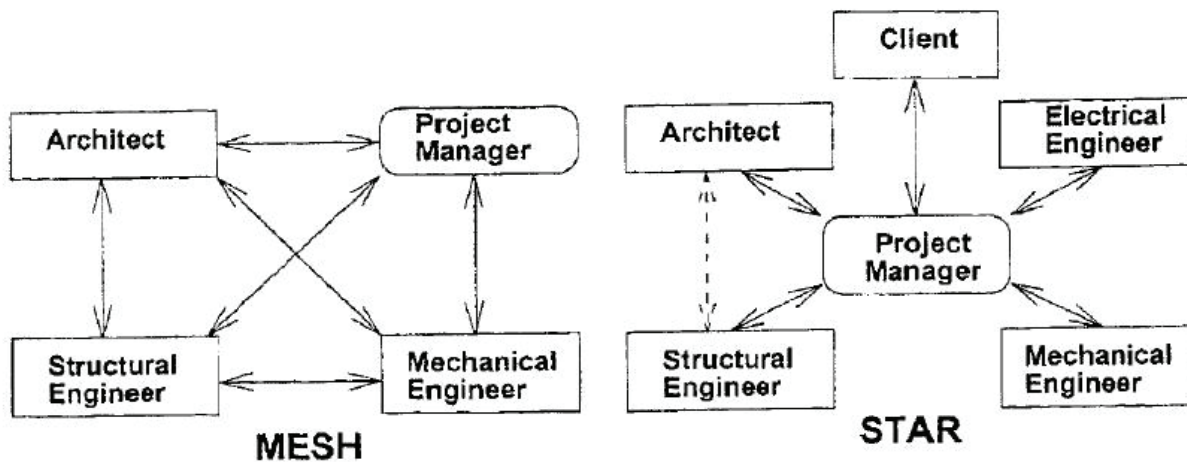 Architect
Project
Manager
Structural
Engineer
Mechanical
Engineer
MESH
Client
Architect
Electrical
Engineer
Project
Manager
Structural
Engineer
Mechanical
Engineer
STAR